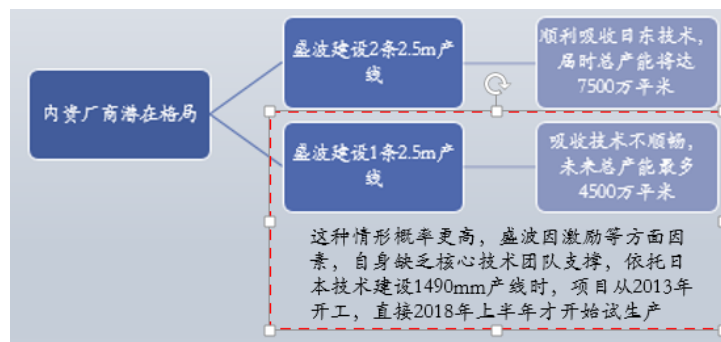 内资厂商潜在格局
盛波建设2条2.5m产
线
顺利吸收日东技术，
届时总产能将达
7500万平米
盛波建设1条2.5m产
线
吸收技术不顺畅，
未来总产能最多
4500万平米
这种情形概率更高，盛波因激励等方面因
素，自身缺乏核心技术团队支撑，依托日
本技术建设1490mm产线时，项目从2013年
开工，直接2018年上半年才开始试生产